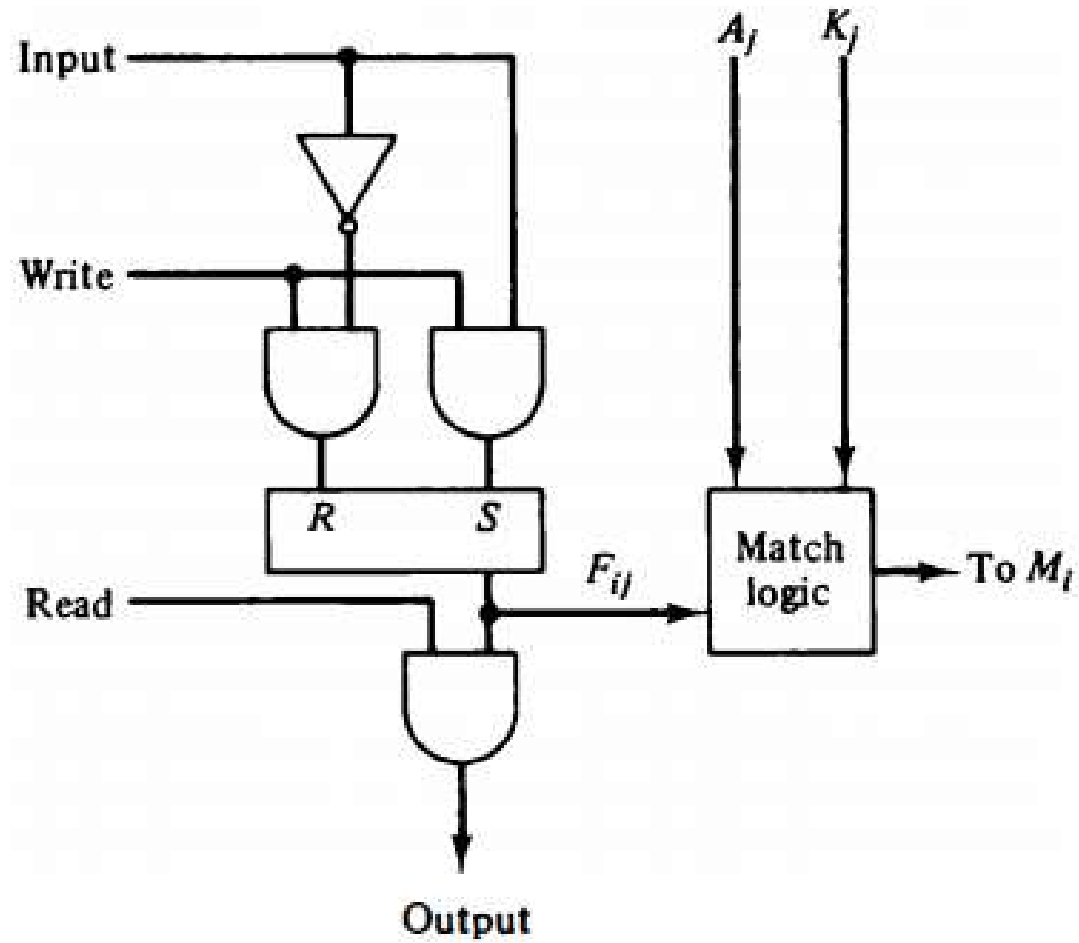 Input
A_j
K_j
Write
R
S
Match
logic
F_ij
To M_i
Read
Output